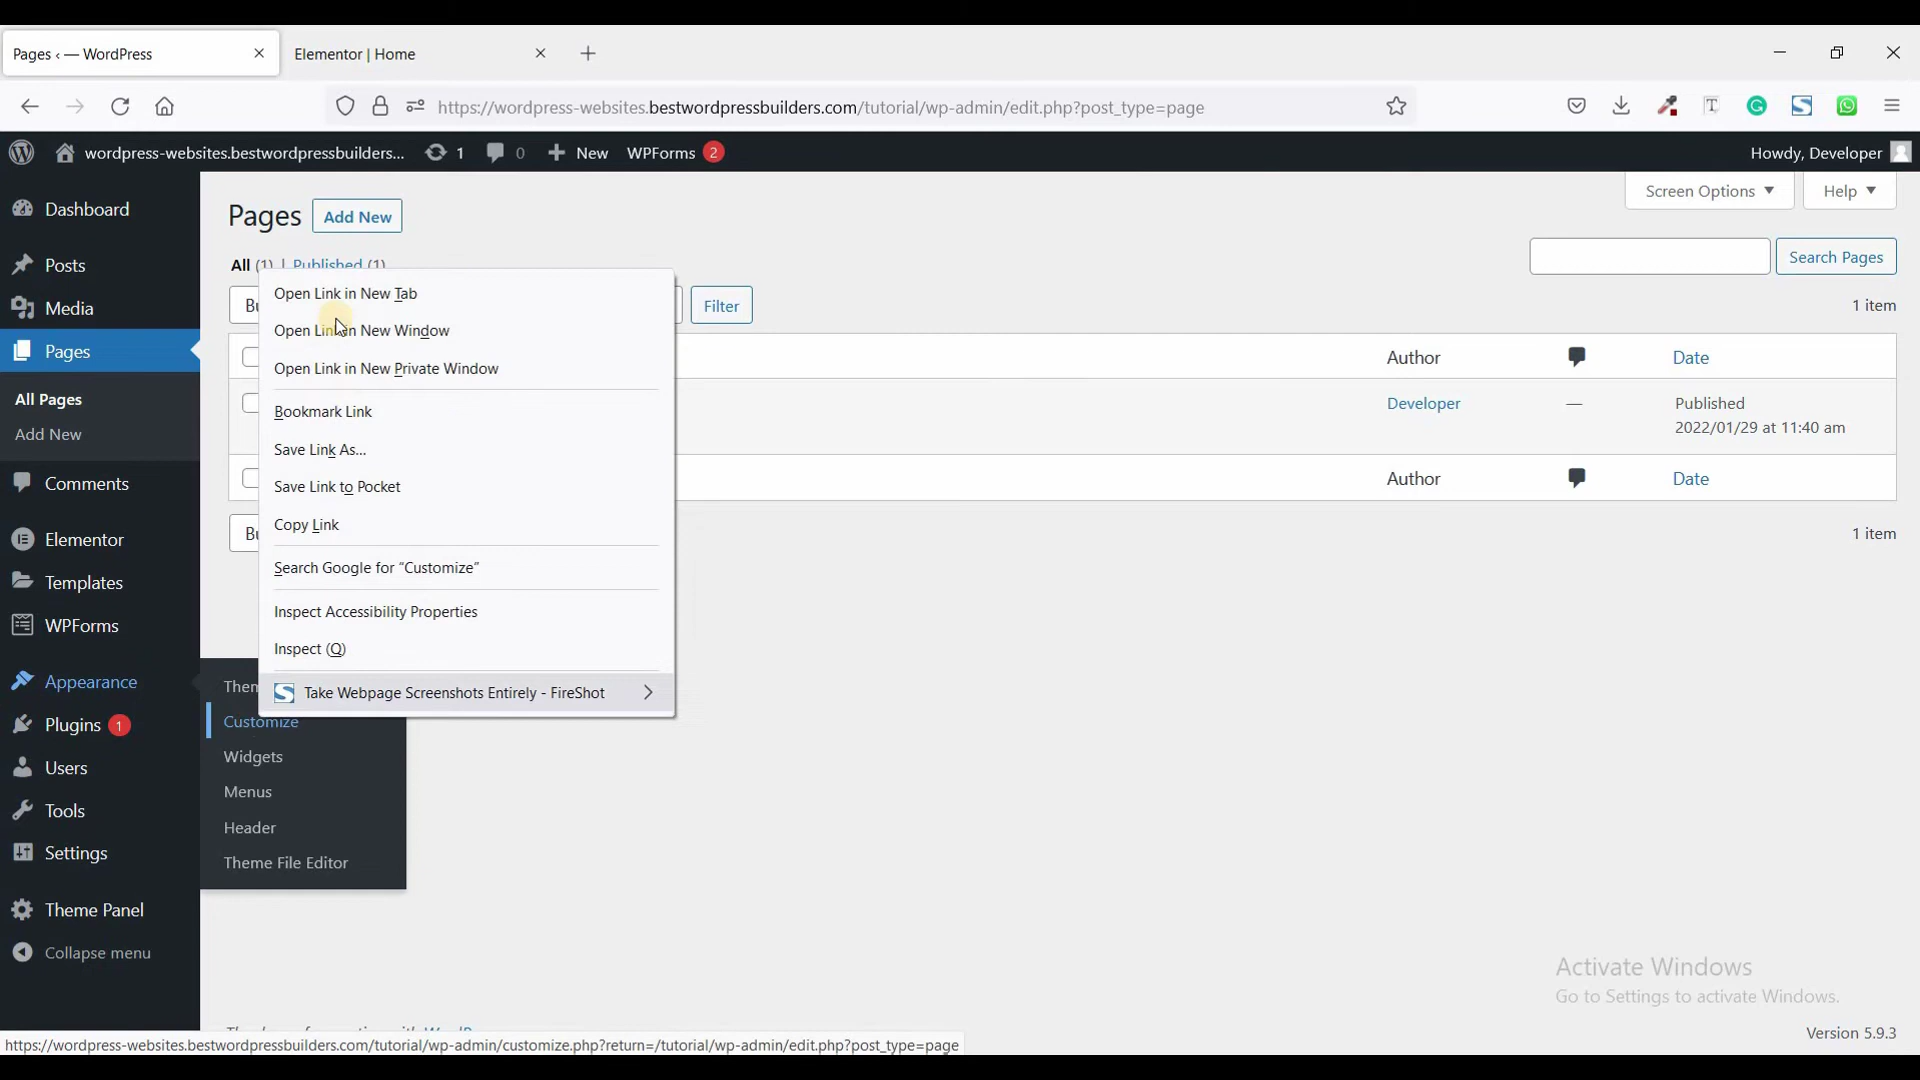 Pages ‹ — WordPress
Elementor | Home
https://wordpress-websites.bestwordpressbuilders.com/tutorial/wp-admin/edit.php?post_type=page
wordpress-websites.bestwordpressbuilders... 1 0 New WPForms 2 Howdy, Developer
Screen Options Help
Dashboard
Posts
Media
Pages
All Pages
Add New
Comments
Elementor
Templates
WPForms
Appearance
Plugins 1
Users
Tools
Settings
Theme Panel
Collapse menu
Pages Add New
All (1) | Published (1)
Search Pages
Bu
Filter
1 item
Author Date
Developer — Published
2022/01/29 at 11:40 am
Author Date
Bu
1 item
Open Link in New Tab
Open Link in New Window
Open Link in New Private Window
Bookmark Link
Save Link As...
Save Link to Pocket
Copy Link
Search Google for “Customize”
Inspect Accessibility Properties
Inspect (Q)
Take Webpage Screenshots Entirely - FireShot
Them
Customize
Widgets
Menus
Header
Theme File Editor
Activate Windows
Go to Settings to activate Windows.
Version 5.9.3
https://wordpress-websites.bestwordpressbuilders.com/tutorial/wp-admin/customize.php?return=/tutorial/wp-admin/edit.php?post_type=page